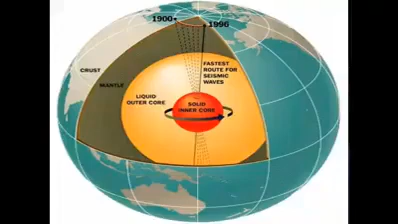 1900
1996
CRUST
MANTLE
FASTEST
ROUTE FOR
SEISMIC
WAVES
LIQUID
OUTER CORE
SOLID
INNER CORE